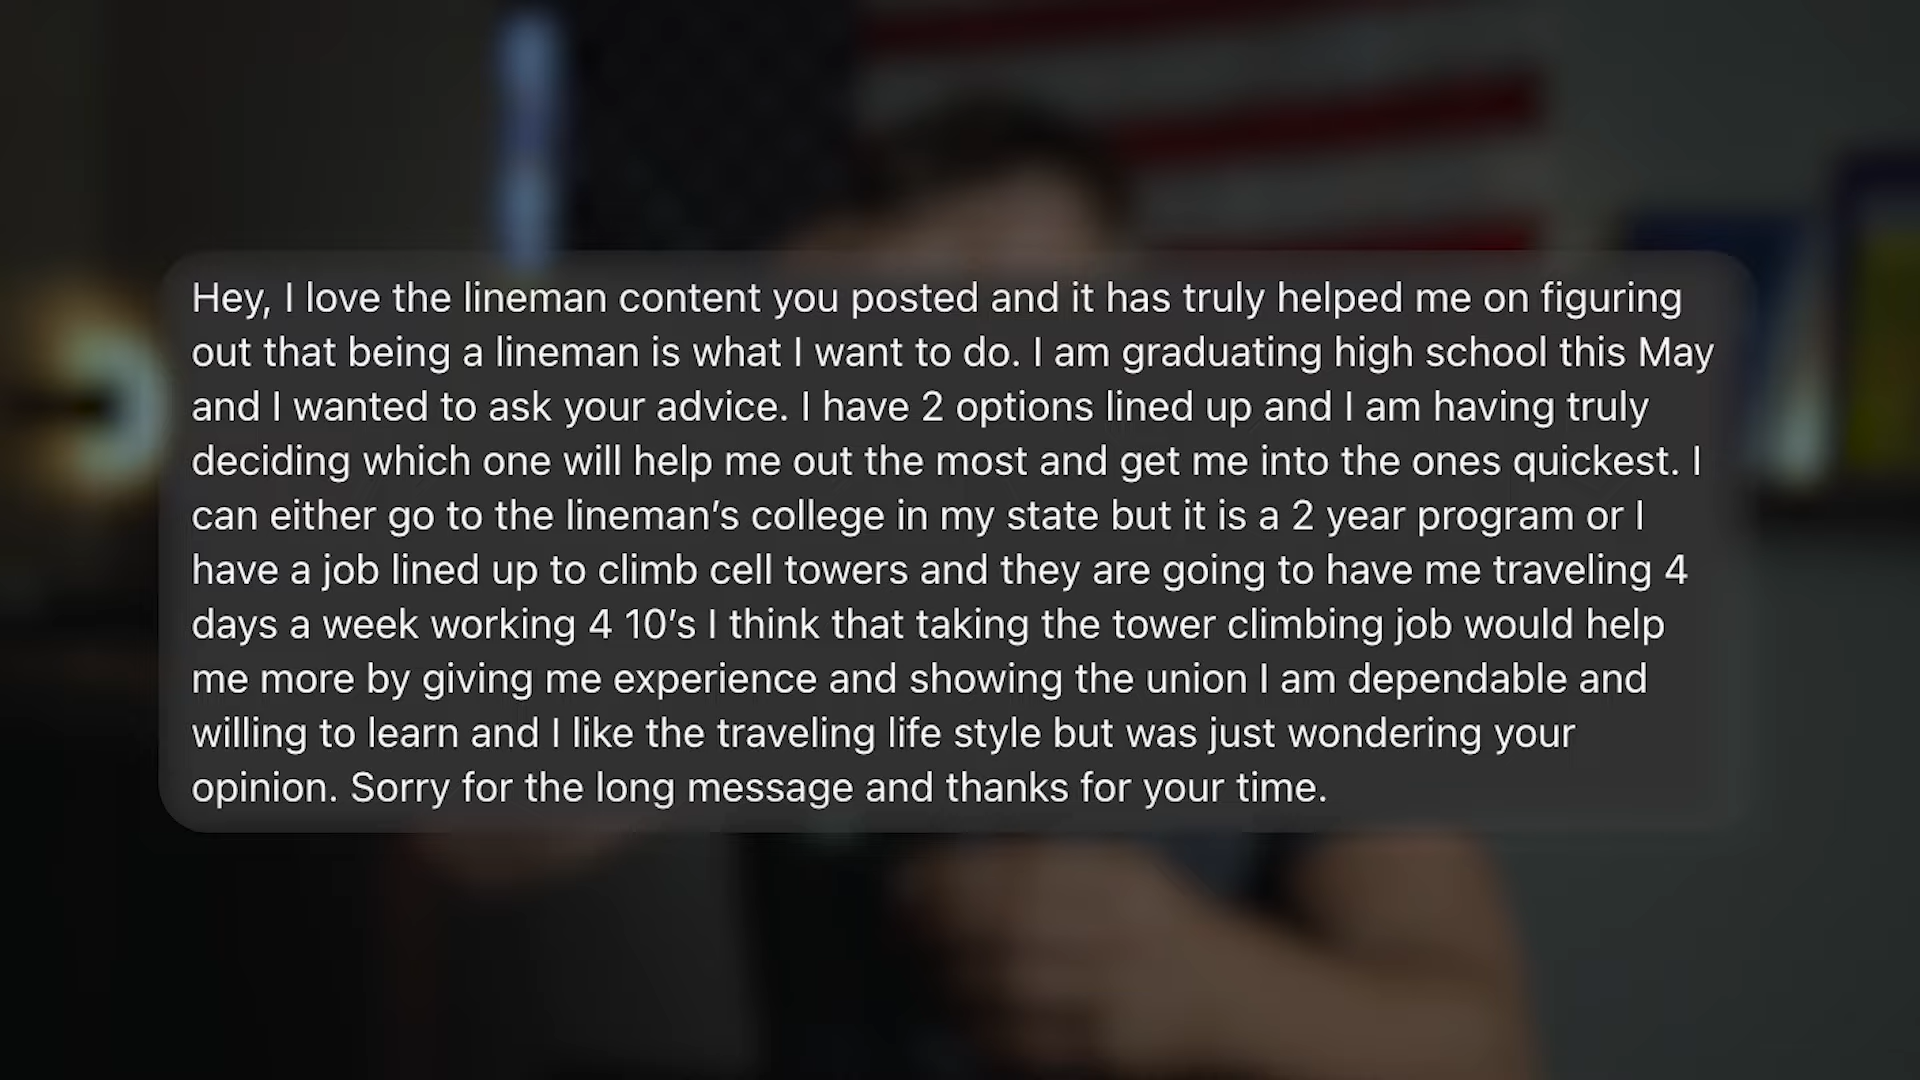 Hey, I love the lineman content you posted and it has truly helped me on figuring
out that being a lineman is what I want to do. I am graduating high school this May
and I wanted to ask your advice. I have 2 options lined up and I am having truly
deciding which one will help me out the most and get me into the ones quickest. I
can either go to the lineman’s college in my state but it is a 2 year program or I
have a job lined up to climb cell towers and they are going to have me traveling 4
days a week working 4 10’s I think that taking the tower climbing job would help
me more by giving me experience and showing the union I am dependable and
willing to learn and I like the traveling life style but was just wondering your
opinion. Sorry for the long message and thanks for your time.